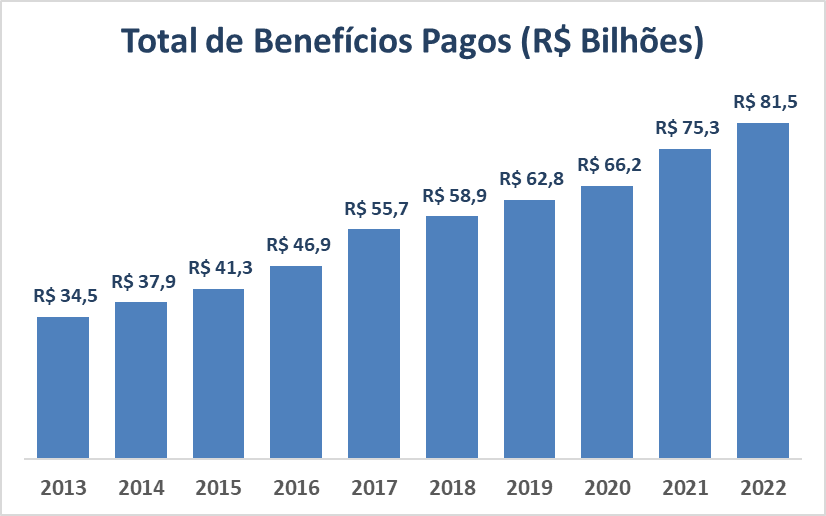 Total de Benefícios Pagos (R$ Bilhões)
R$ 34,5
R$ 37,9
R$ 41,3
R$ 46,9
R$ 55,7
R$ 58,9
R$ 62,8
R$ 66,2
R$ 75,3
R$ 81,5
2013 2014 2015 2016 2017 2018 2019 2020 2021 2022